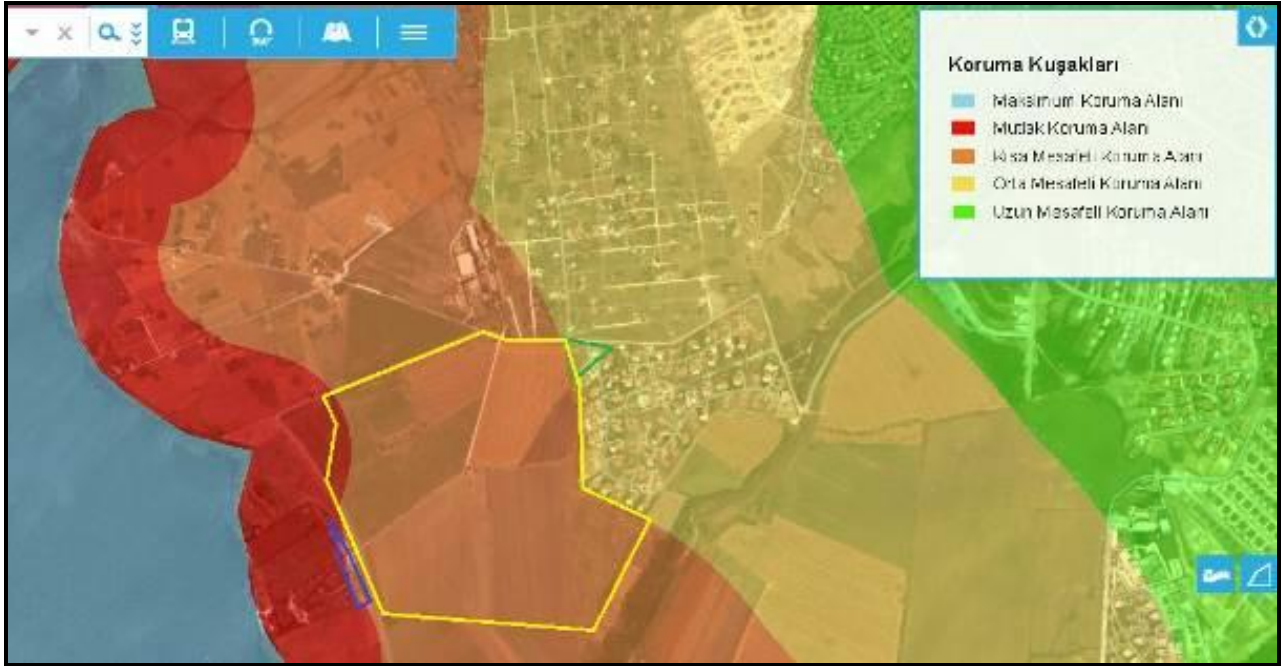 Koruma Kuşakları
Maksimum Koruma Alanı
Mutlak Koruma Alanı
Kısa Mesafeli Koruma Alanı
Orta Mesafeli Koruma Alanı
Uzun Mesafeli Koruma Alanı